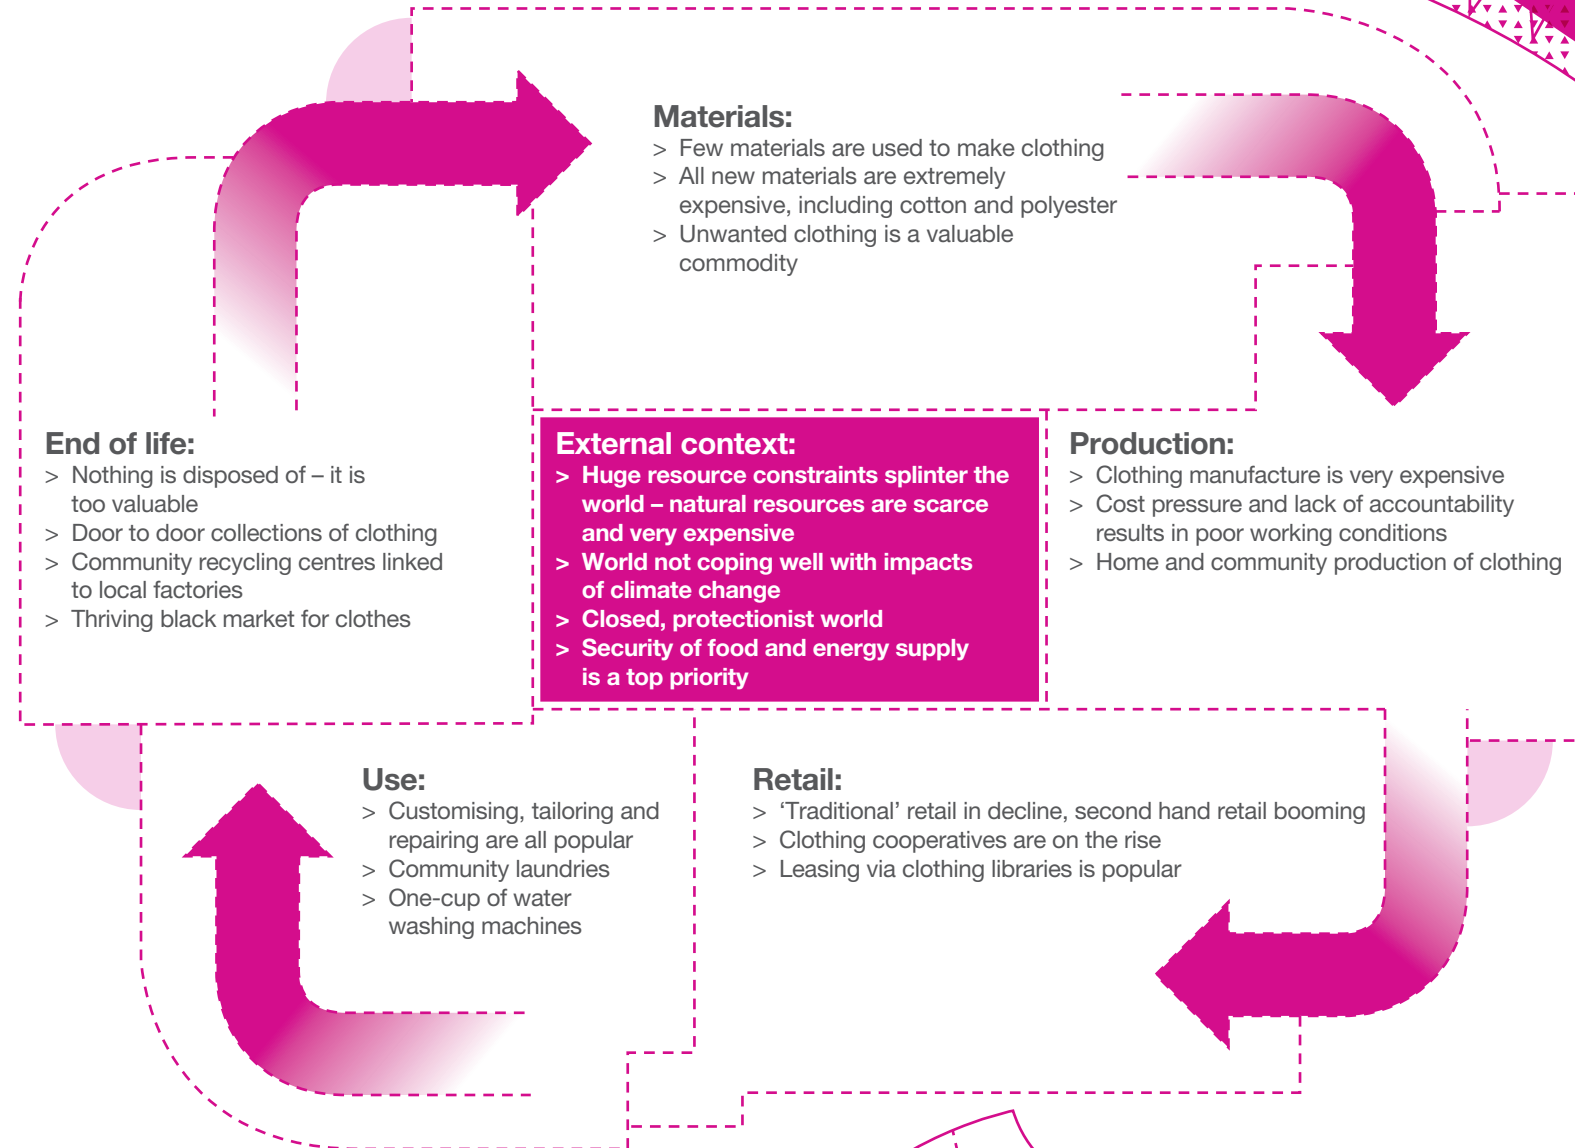 Materials:
> Few materials are used to make clothing
> All new materials are extremely
expensive, including cotton and polyester
> Unwanted clothing is a valuable
commodity
End of life:
> Nothing is disposed of – it is
too valuable
> Door to door collections of clothing
> Community recycling centres linked
to local factories
> Thriving black market for clothes
External context:
> Huge resource constraints splinter the
world – natural resources are scarce
and very expensive
> World not coping well with impacts
of climate change
> Closed, protectionist world
> Security of food and energy supply
is a top priority
Production:
> Clothing manufacture is very expensive
> Cost pressure and lack of accountability
results in poor working conditions
> Home and community production of clothing
Use:
> Customising, tailoring and
repairing are all popular
> Community laundries
> One-cup of water
washing machines
Retail:
> ‘Traditional’ retail in decline, second hand retail booming
> Clothing cooperatives are on the rise
> Leasing via clothing libraries is popular